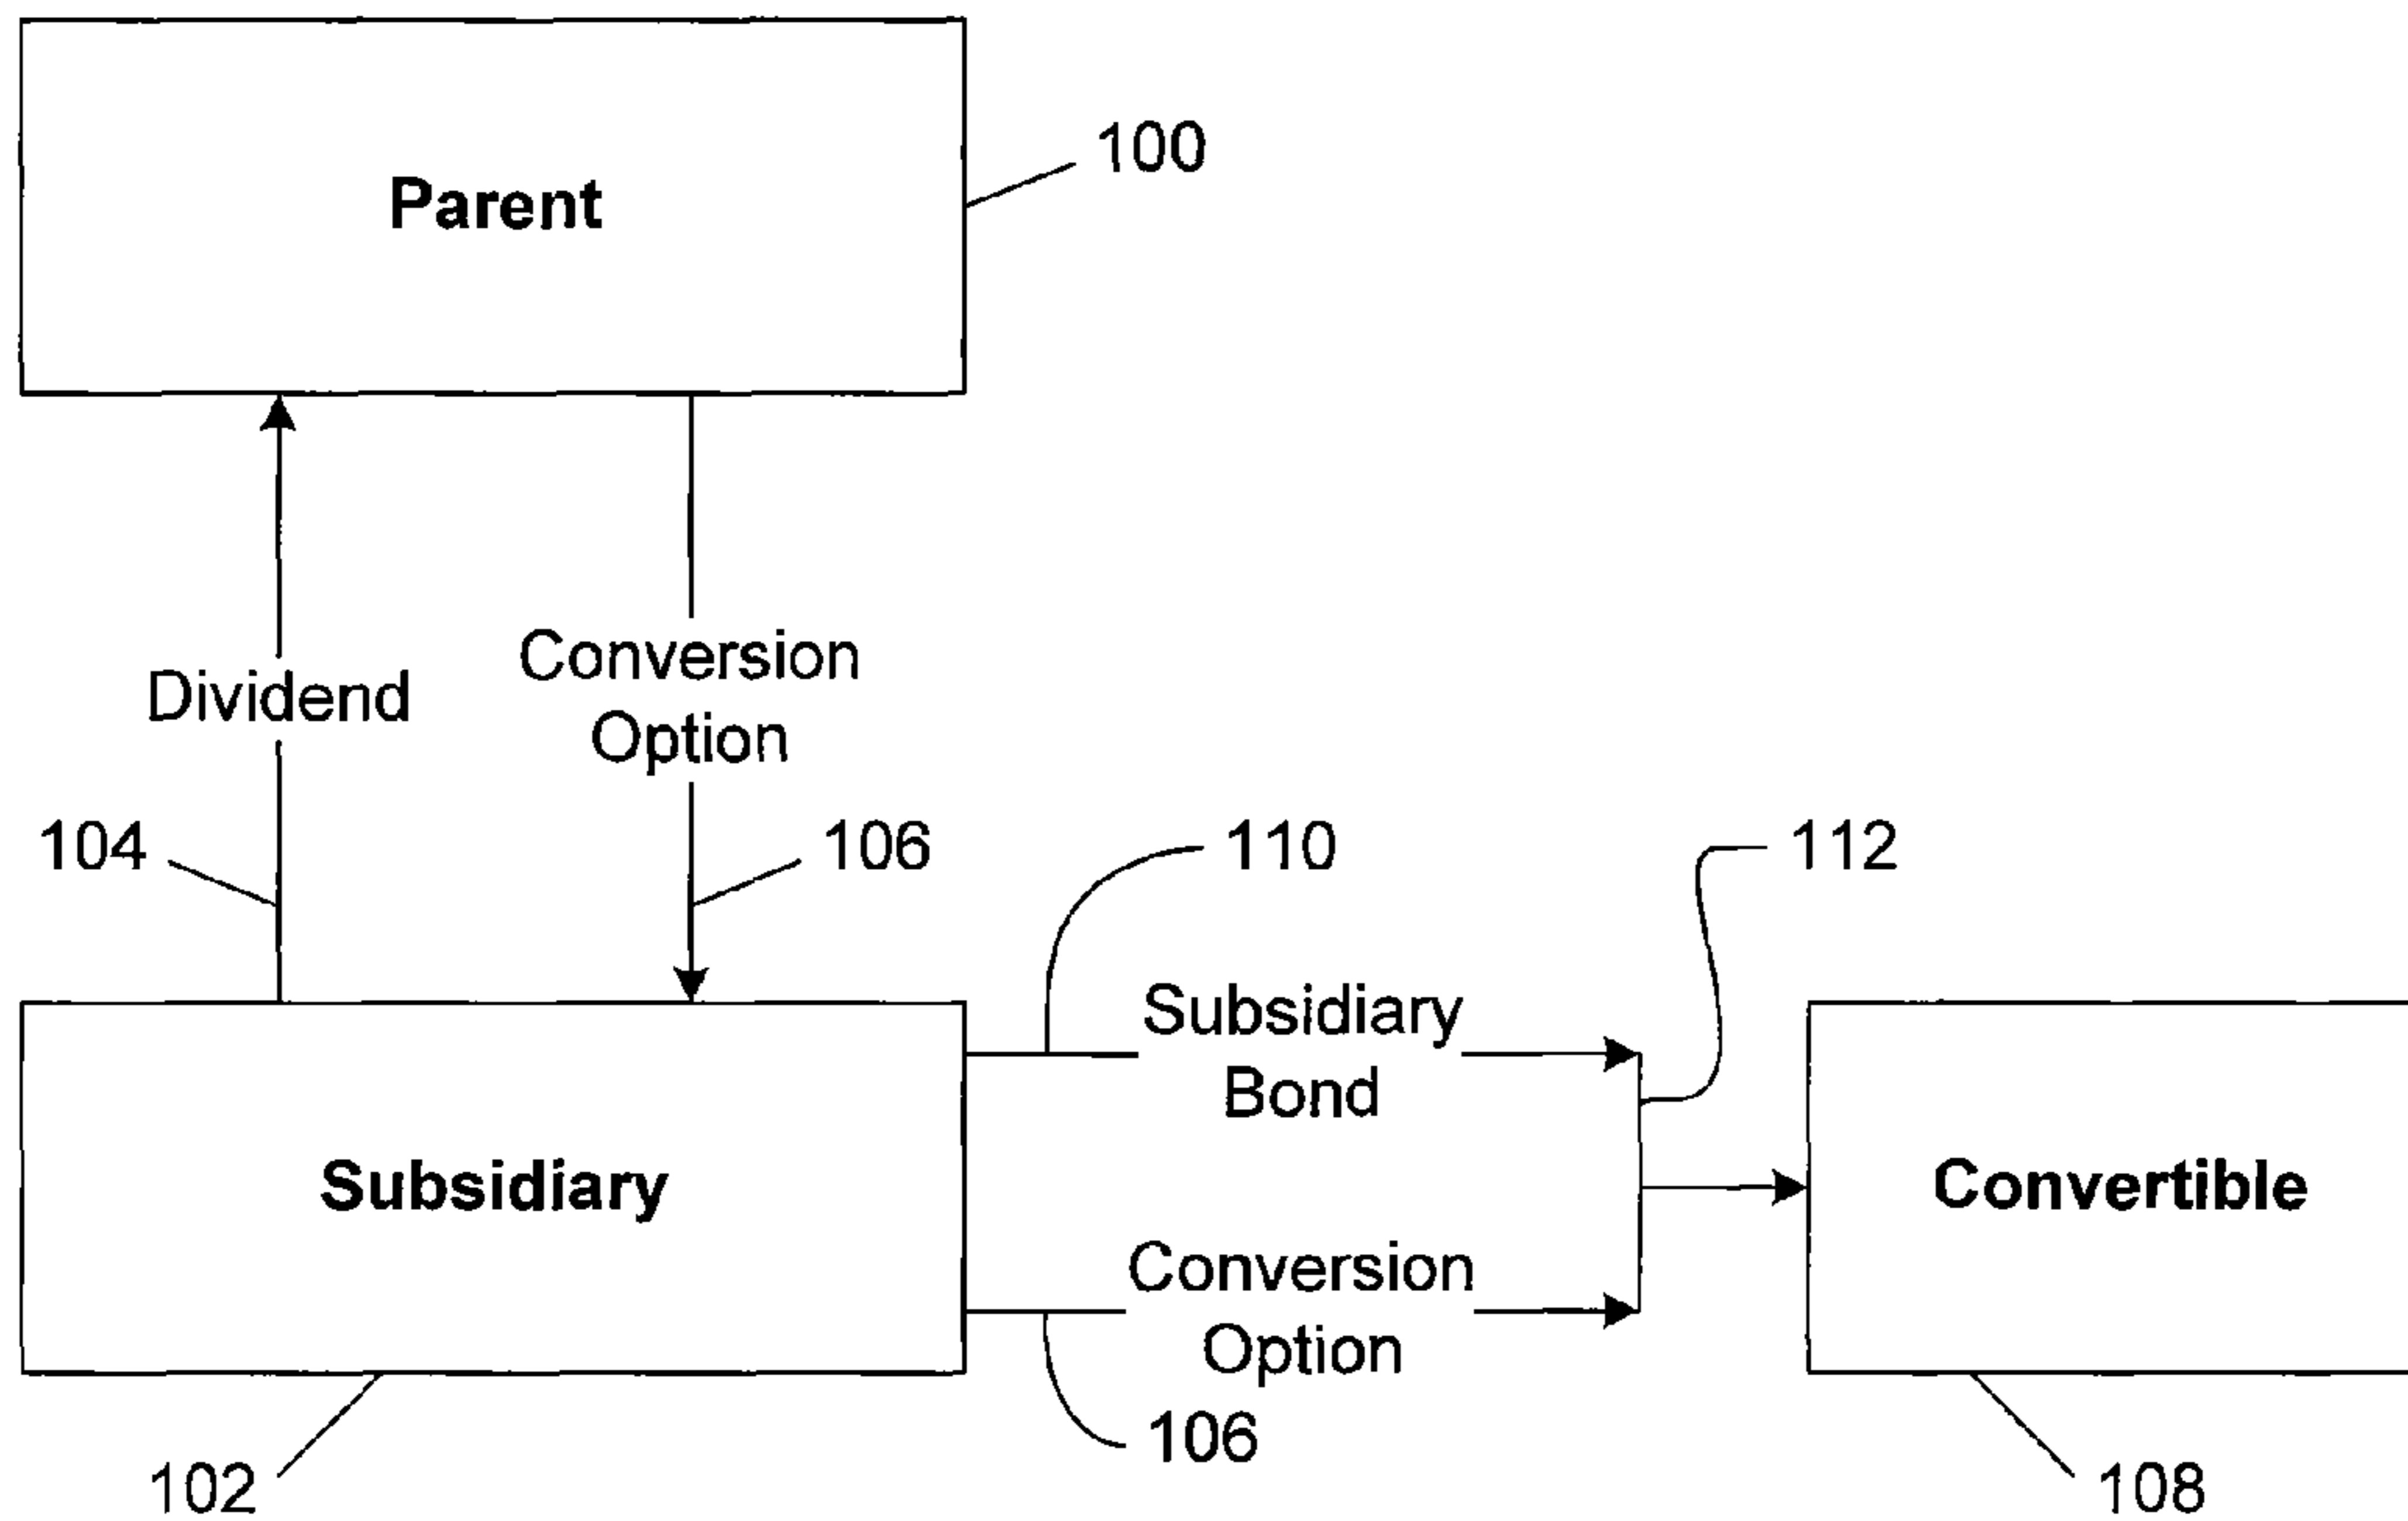 Parent
100
Dividend
Conversion
Option
104
106
110
112
Subsidiary
Subsidiary
Bond
Conversion
Option
Convertible
106
102
108